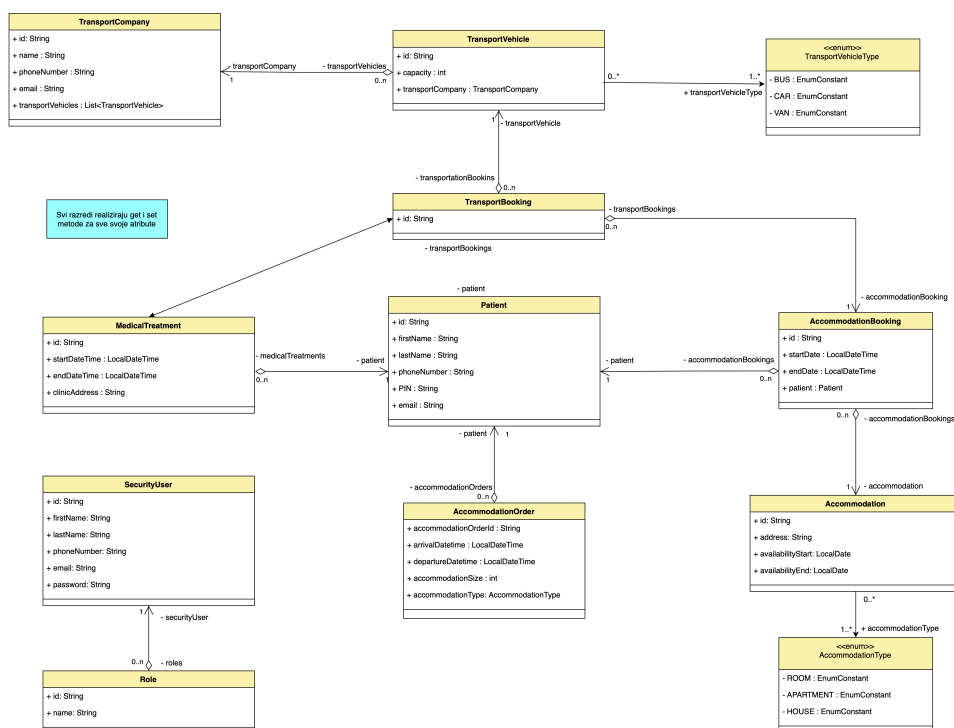 TransportCompany
+ id: String
+ name : String
+ phoneNumber : String
+ email : String
+ transportVehicles : List<TransportVehicle>
- transportCompany
1
- transportVehicles
0..n
TransportVehicle
+ id: String
+ capacity : int
+ transportCompany : TransportCompany
0..*
1..*
+ transportVehicleType
<<enum>>
TransportVehicleType
- BUS : EnumConstant
- CAR : EnumConstant
- VAN : EnumConstant
1
- transportVehicle
- transportationBookins
0..n
Svi razredi realiziraju get i set
metode za sve svoje atribute
TransportBooking
+ id: String
- transportBookings
0..n
- transportBookings
- accommodationBooking
1
- patient
MedicalTreatment
+ id: String
+ startDateTime : LocalDateTime
+ endDateTime : LocalDateTime
+ clinicAddress : String
- medicalTreatments
0..n
- patient
1
Patient
+ id: String
+ firstName : String
+ lastName : String
+ phoneNumber : String
+ PIN : String
+ email : String
- patient
1
- accommodationBookings
0..n
AccommodationBooking
+ id : String
+ startDate : LocalDateTime
+ endDate : LocalDateTime
+ patient : Patient
0..n
- accommodationBookings
- patient
1
- accommodationOrders
0..n
1
- accommodation
SecurityUser
+ id: String
+ firstName: String
+ lastName: String
+ phoneNumber: String
+ email: String
+ password: String
AccommodationOrder
+ accommodationOrderId : String
+ arrivalDatetime : LocalDateTime
+ departureDatetime : LocalDateTime
+ accommodationSize : int
+ accommodationType: AccommodationType
Accommodation
+ id: String
+ address: String
+ availabilityStart: LocalDate
+ availabilityEnd: LocalDate
0..*
1..*
+ accommodationType
1
- securityUser
0..n
- roles
Role
+ id: String
+ name: String
<<enum>>
AccommodationType
- ROOM : EnumConstant
- APARTMENT : EnumConstant
- HOUSE : EnumConstant